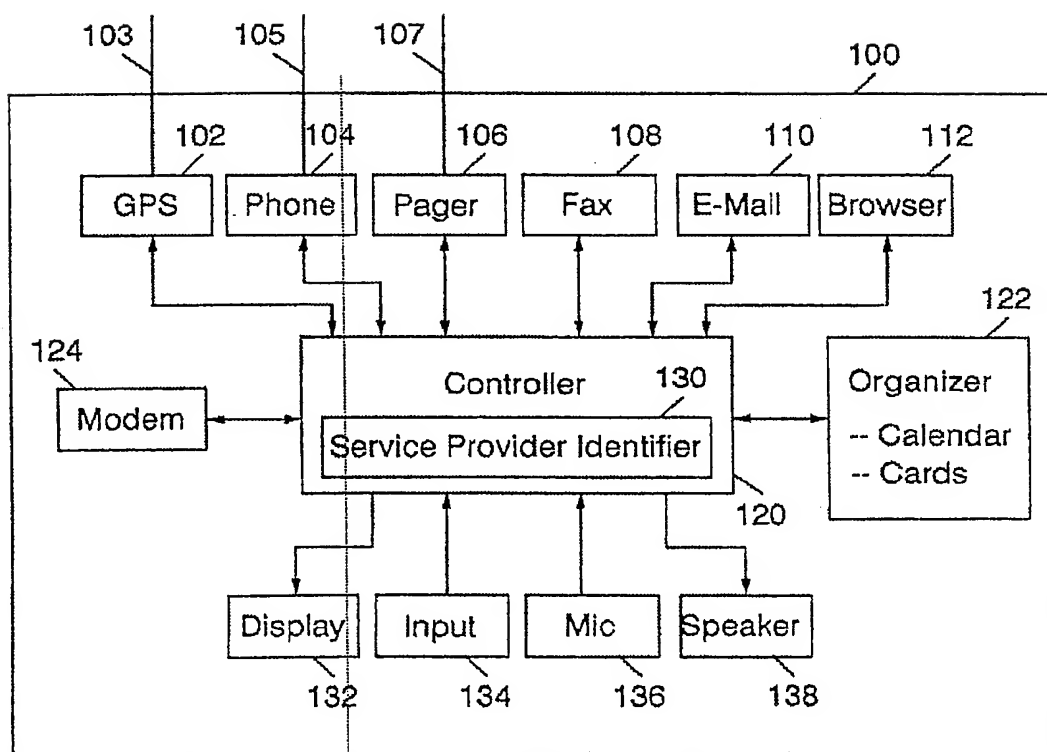 103 105 107 100
102 104 106 108 110 112
GPS Phone Pager Fax E-Mail Browser
122
124 Controller 130 Organizer
Modem Service Provider Identifier -- Calendar
-- Cards
120
Display Input Mic Speaker
132 134 136 138